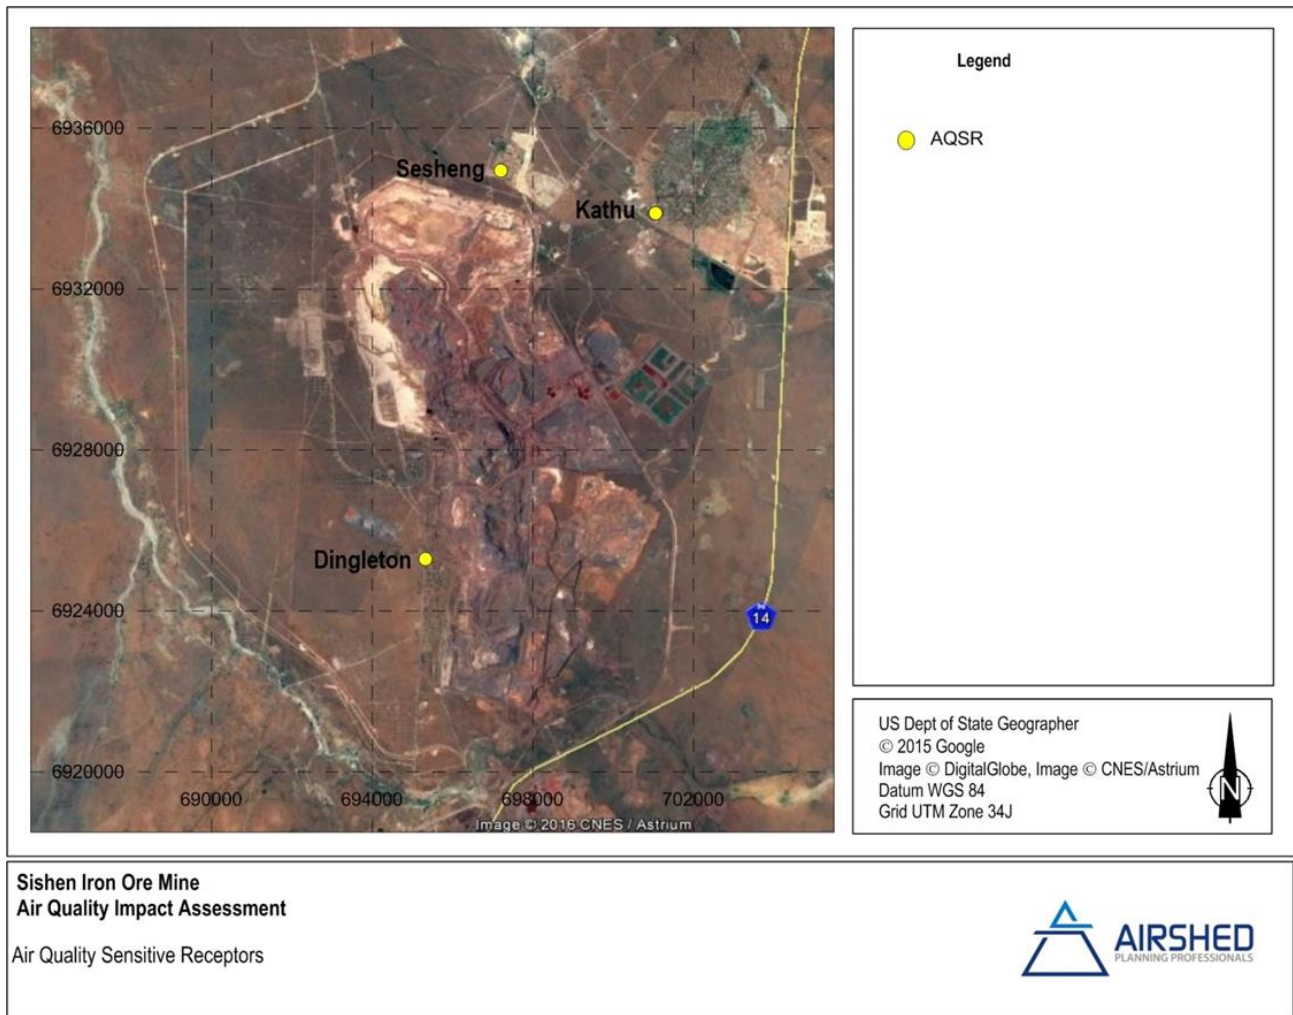 Legend
AQSR
6936000
Sesheng
Kathu
6932000
6928000
Dingleton
6924000
14
6920000
690000
694000
698000
702000
Image © 2016 CNES / Astrium
US Dept of State Geographer
© 2015 Google
Image © DigitalGlobe, Image © CNES/Astrium
Datum WGS 84
Grid UTM Zone 34J
N
Sishen Iron Ore Mine
Air Quality Impact Assessment
Air Quality Sensitive Receptors
AIRSHED
PLANNING PROFESSIONALS